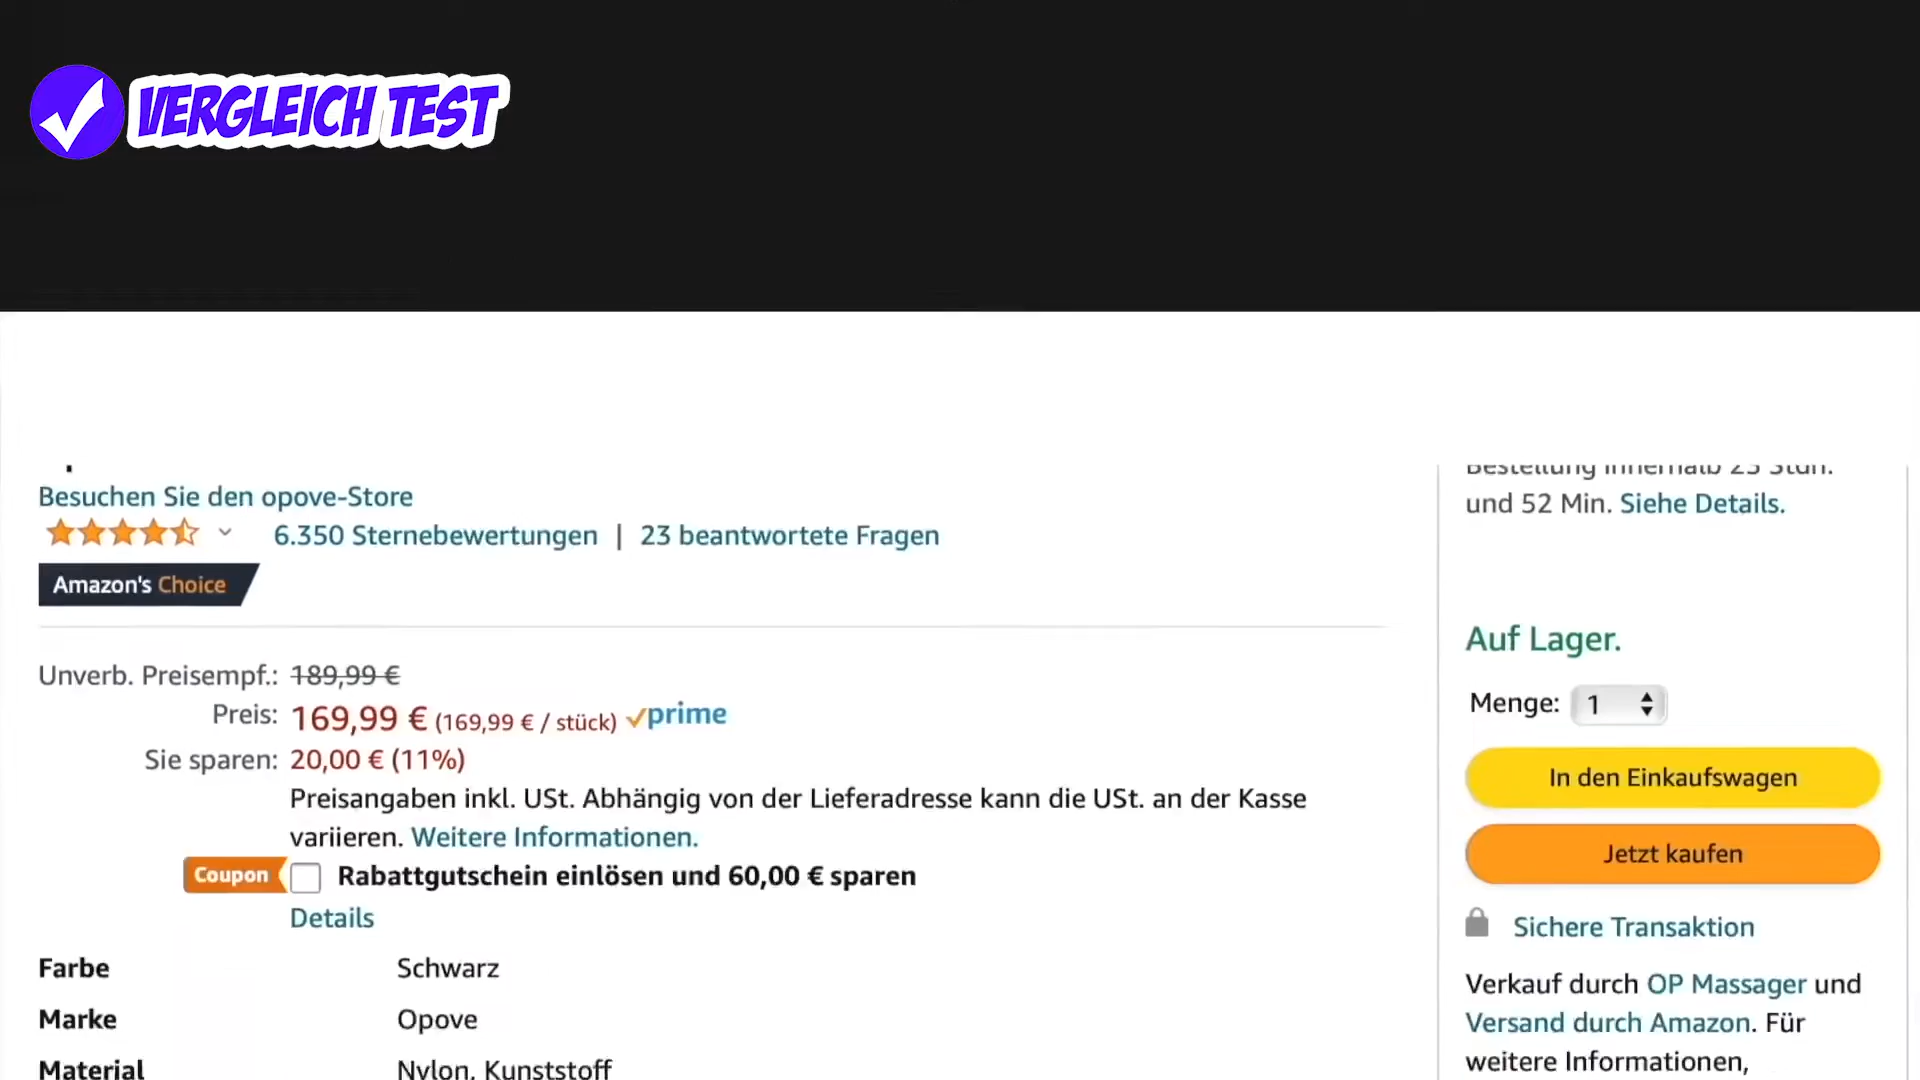 VERGLEICH TEST
Besuchen Sie den opove-Store
6.350 Sternebewertungen | 23 beantwortete Fragen
Amazon's Choice
Unverb. Preisempf.: 189,99 €
Preis: 169,99 € (169,99 € / stück) prime
Sie sparen: 20,00 € (11%)
Preisangaben inkl. USt. Abhängig von der Lieferadresse kann die USt. an der Kasse
variieren. Weitere Informationen.
Coupon Rabattgutschein einlösen und 60,00 € sparen
Details
Farbe Schwarz
Marke Opove
Material Nylon, Kunststoff
Bestellung innerhalb 23 Stdn.
und 52 Min. Siehe Details.
Auf Lager.
Menge: 1
In den Einkaufswagen
Jetzt kaufen
Sichere Transaktion
Verkauf durch OP Massager und
Versand durch Amazon. Für
weitere Informationen,